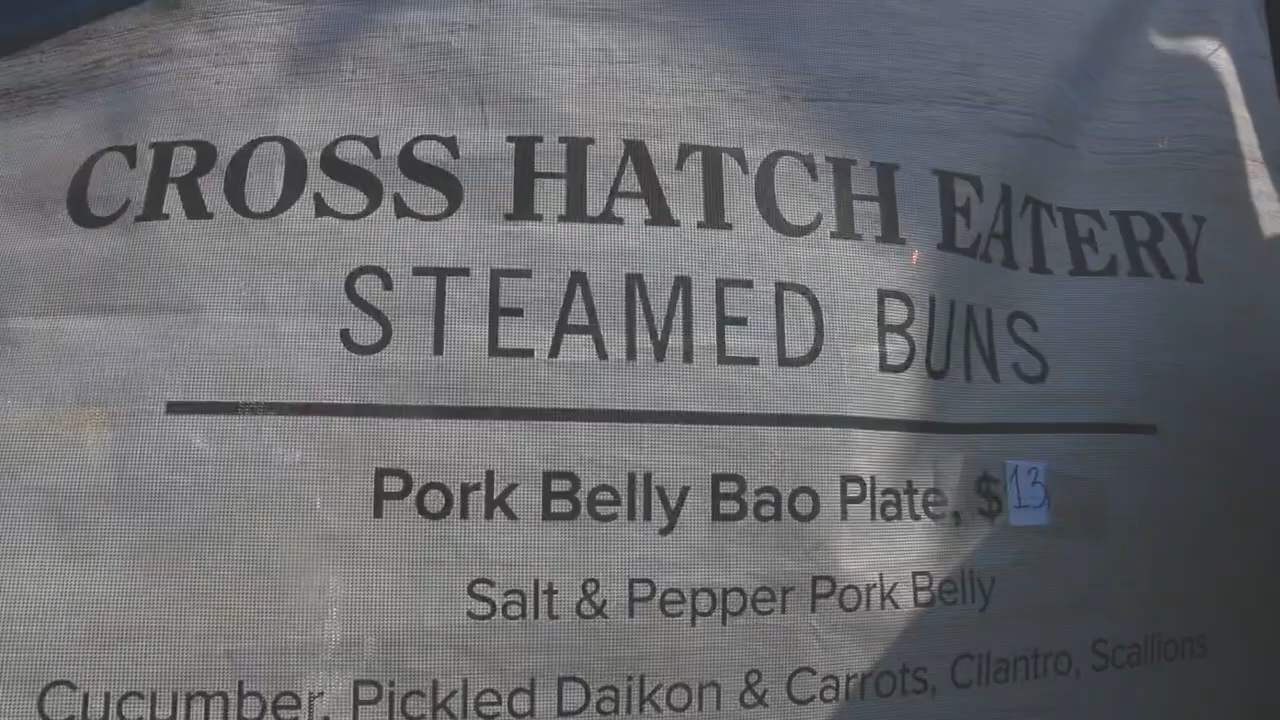 CROSS HATCH EATERY
STEAMED BUNS
Pork Belly Bao Plate, $13
Salt & Pepper Pork Belly
Cucumber, Pickled Daikon & Carrots, Cilantro, Scallions